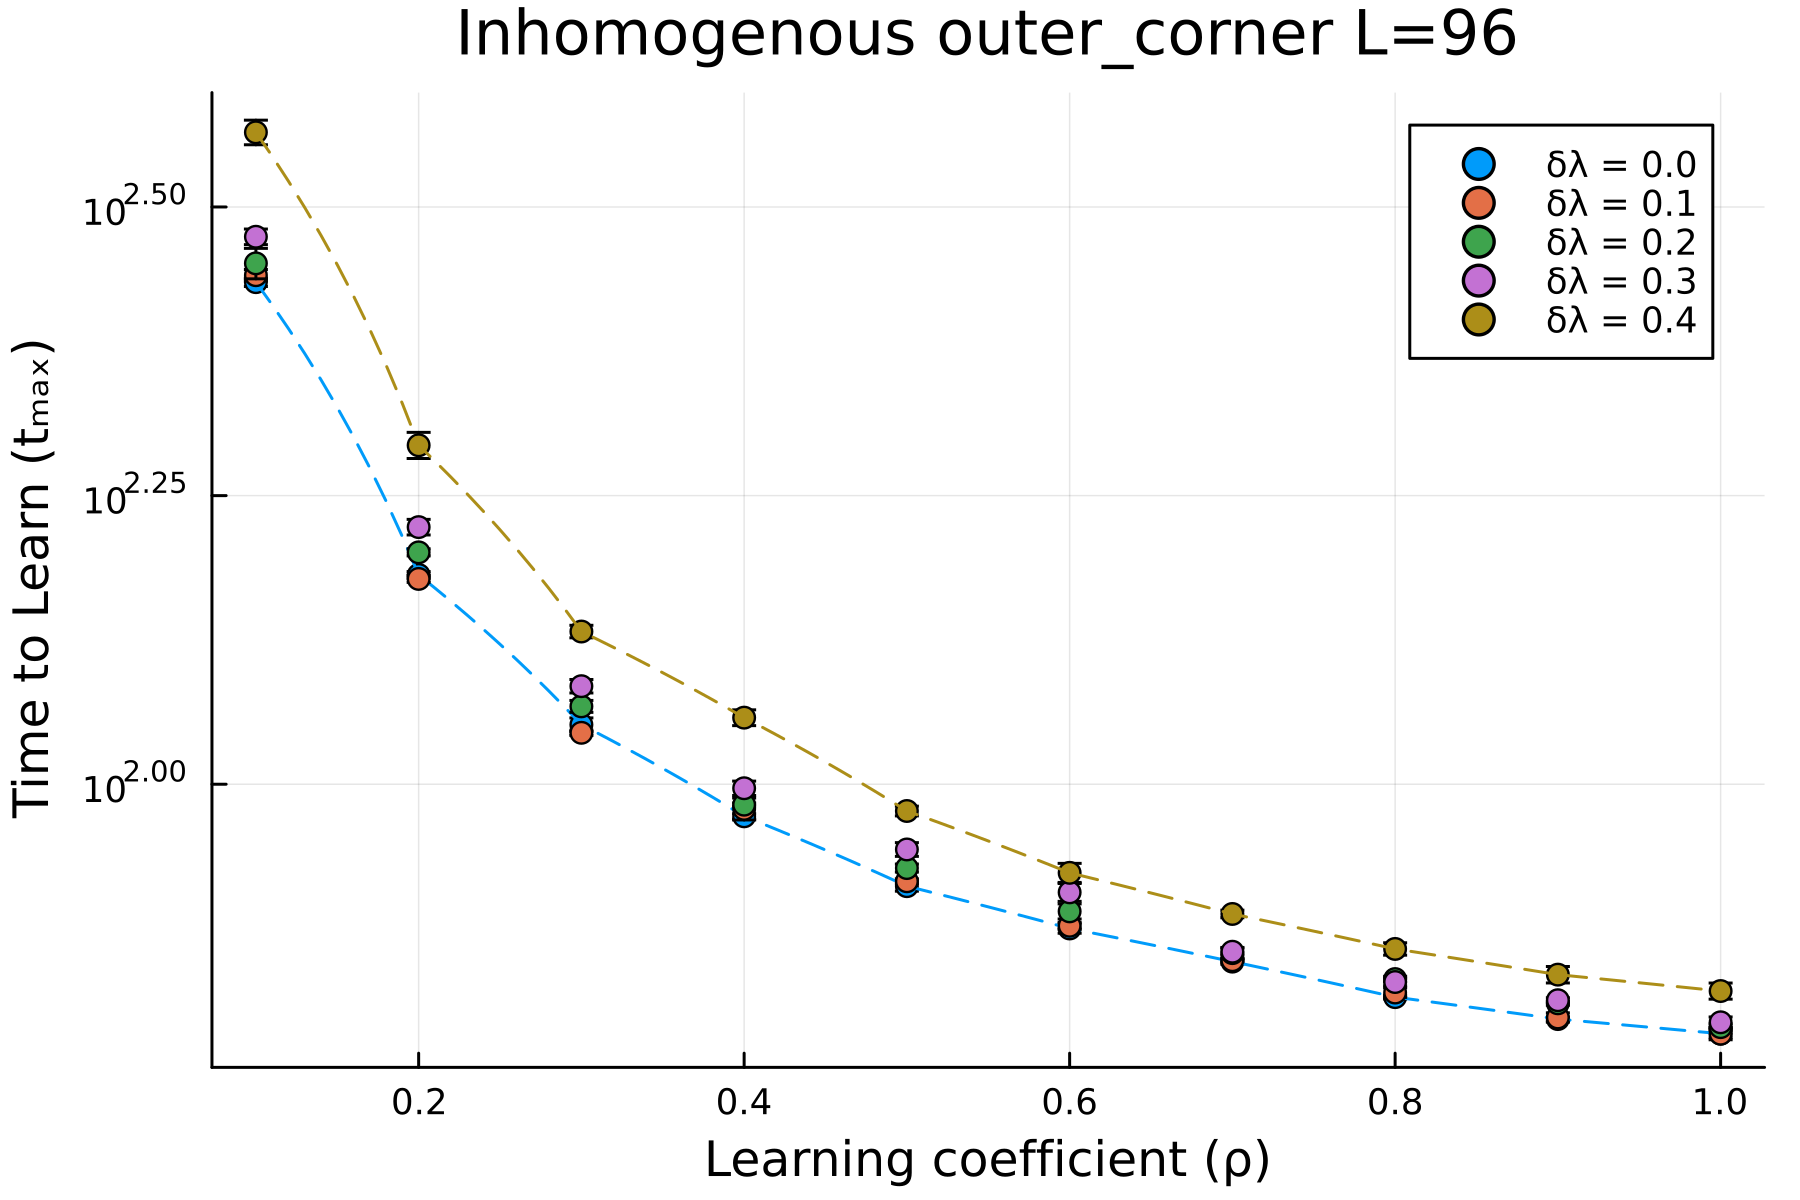 Inhomogenous outer_corner L=96
δλ = 0.0
δλ = 0.1
δλ = 0.2
δλ = 0.3
δλ = 0.4
Time to Learn (tₘₐₓ)
10^2.50
10^2.25
10^2.00
0.2 0.4 0.6 0.8 1.0
Learning coefficient (ρ)